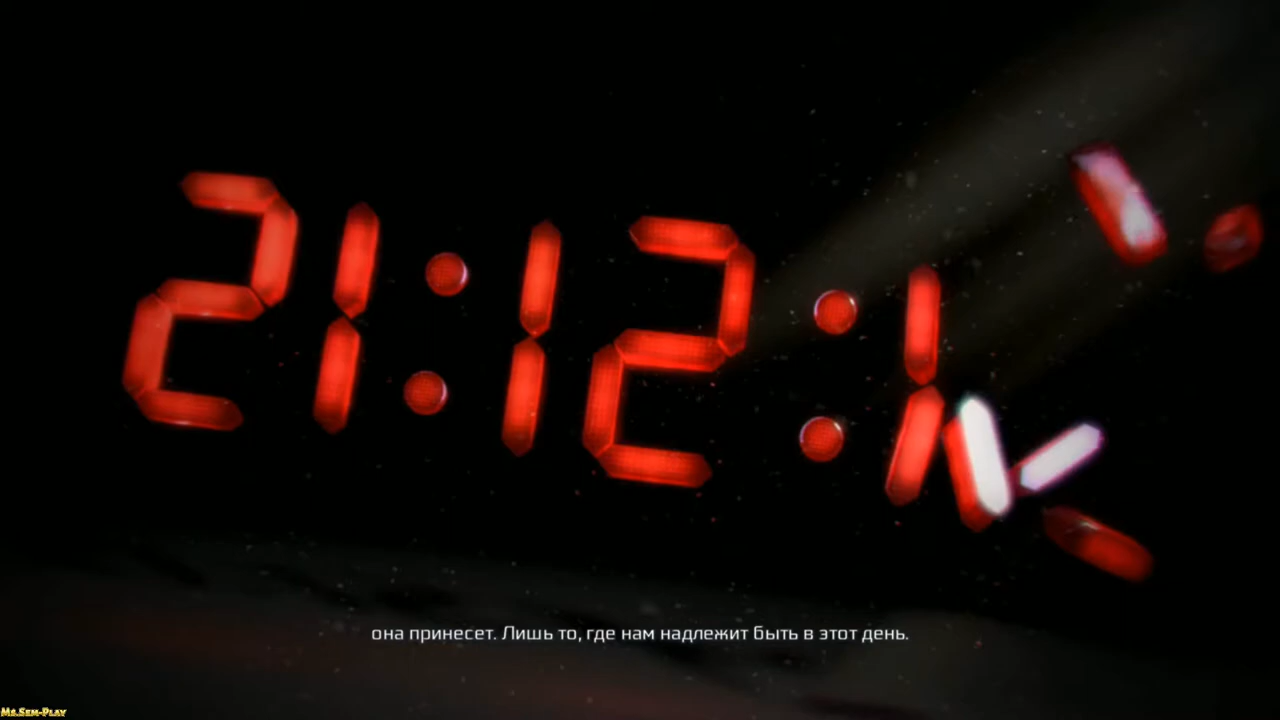 21:12:1
она принесет. Лишь то, где нам надлежит быть в этот день.
Ms.Sem-Play